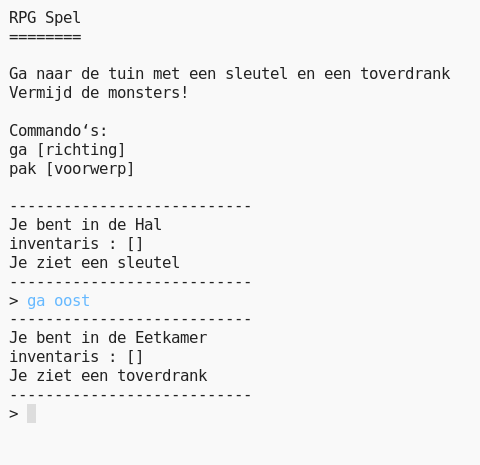 RPG Spel
========
Ga naar de tuin met een sleutel en een toverdrank
Vermijd de monsters!
Commando‘s:
ga [richting]
pak [voorwerp]
---------------------------
Je bent in de Hal
inventaris : []
Je ziet een sleutel
---------------------------
> ga oost
---------------------------
Je bent in de Eetkamer
inventaris : []
Je ziet een toverdrank
---------------------------
>